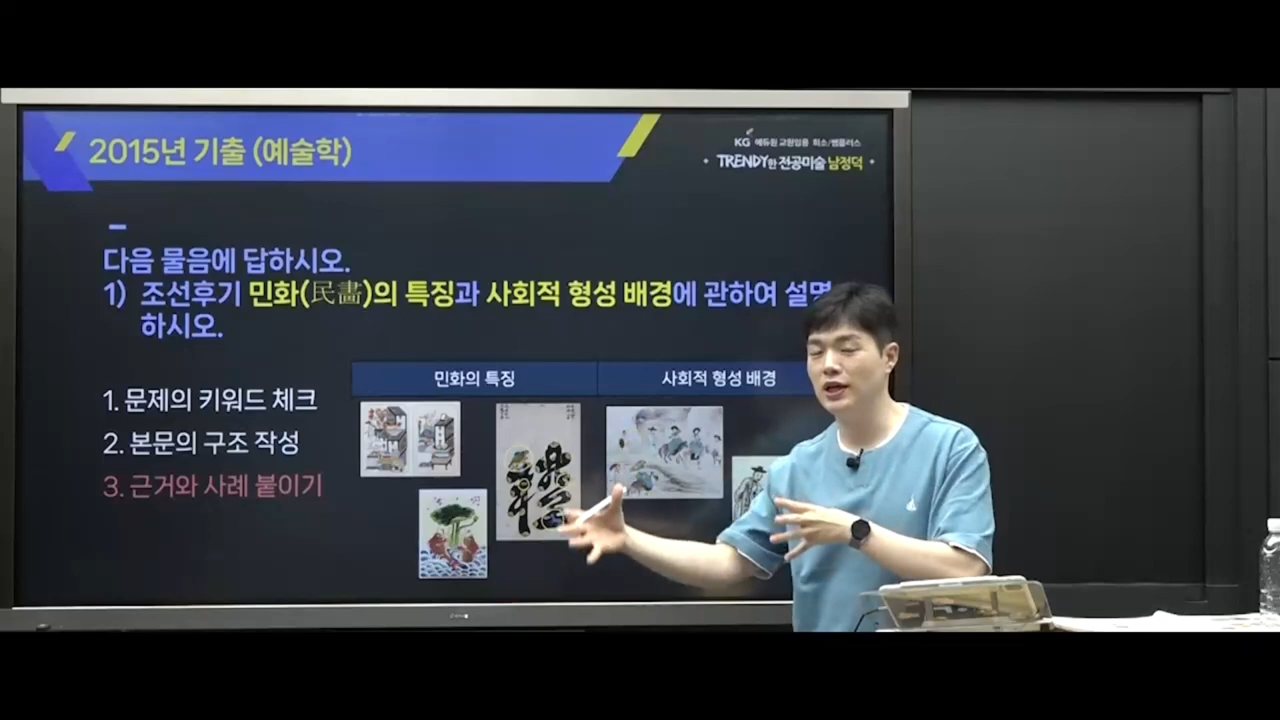 2015년 기출 (예술학)
KG 에듀원 교원임용 희소/쌤플러스
TRENDY한 전공미술 남정덕
다음 물음에 답하시오.
1) 조선후기 민화(民畵)의 특징과 사회적 형성 배경에 관하여 설명
하시오.
민화의 특징
사회적 형성 배경
1. 문제의 키워드 체크
2. 본문의 구조 작성
3. 근거와 사례 붙이기